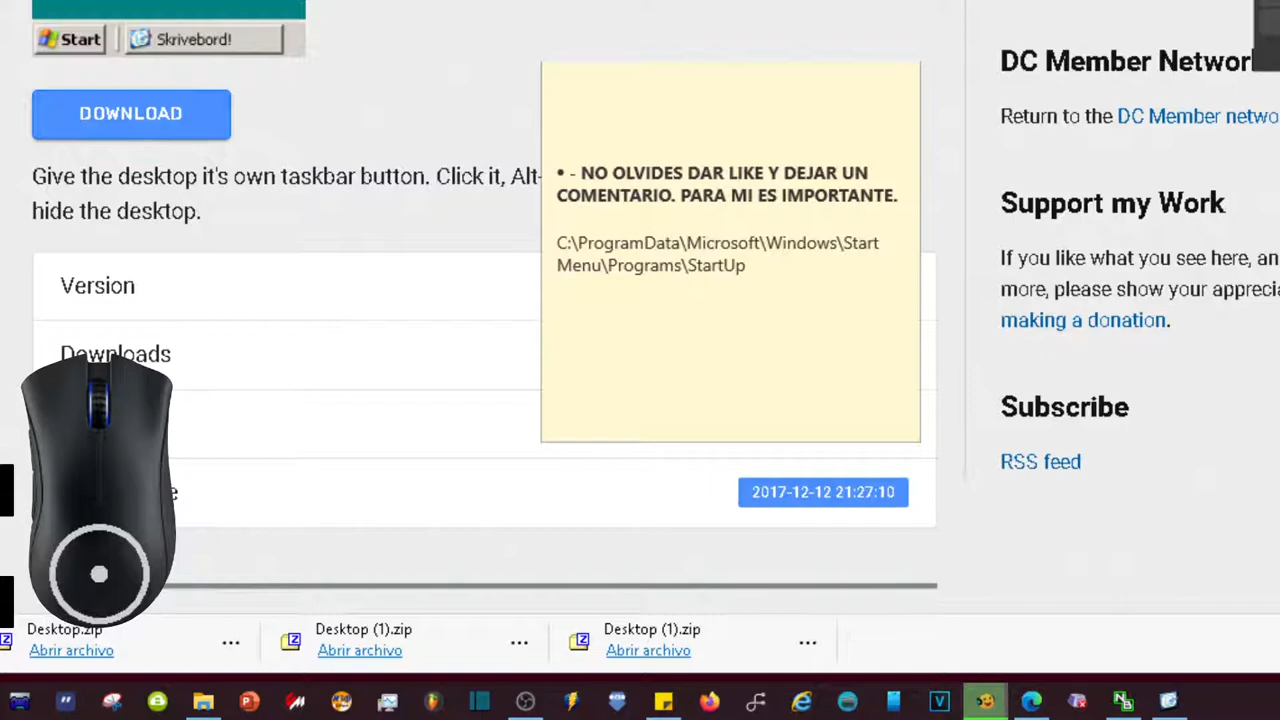 Start
Skrivebord!
DOWNLOAD
Give the desktop it's own taskbar button. Click it, Alt-
hide the desktop.
Version
Downloads
2017-12-12 21:27:10
• - NO OLVIDES DAR LIKE Y DEJAR UN
COMENTARIO. PARA MI ES IMPORTANTE.
C:\ProgramData\Microsoft\Windows\Start
Menu\Programs\StartUp
DC Member Networ
Return to the DC Member netwo
Support my Work
If you like what you see here, an
more, please show your apprecia
making a donation.
Subscribe
RSS feed
Desktop.zip
Abrir archivo
Desktop (1).zip
Abrir archivo
Desktop (1).zip
Abrir archivo